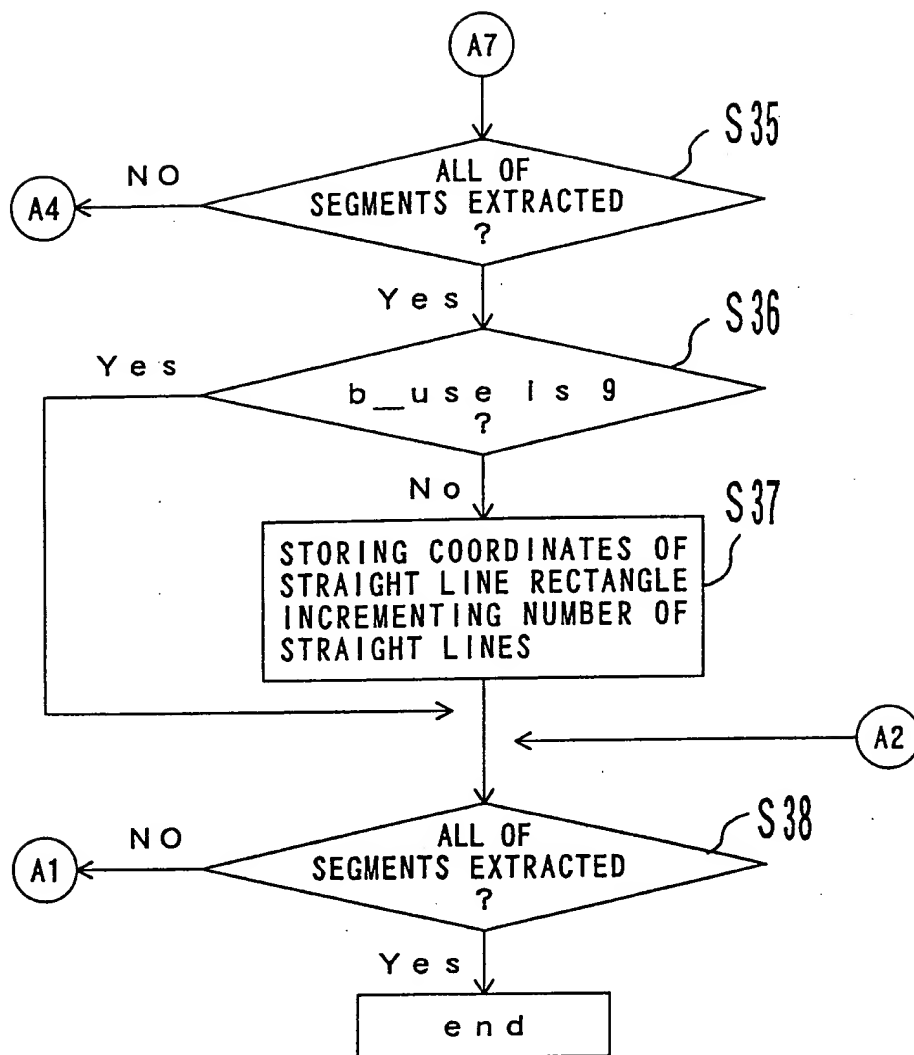 A7
S35
ALL OF
SEGMENTS EXTRACTED
?
NO
A4
Yes
S36
Yes
b_use is 9
?
No
S37
STORING COORDINATES OF
STRAIGHT LINE RECTANGLE
INCREMENTING NUMBER OF
STRAIGHT LINES
A2
S38
ALL OF
SEGMENTS EXTRACTED
?
NO
A1
Yes
end